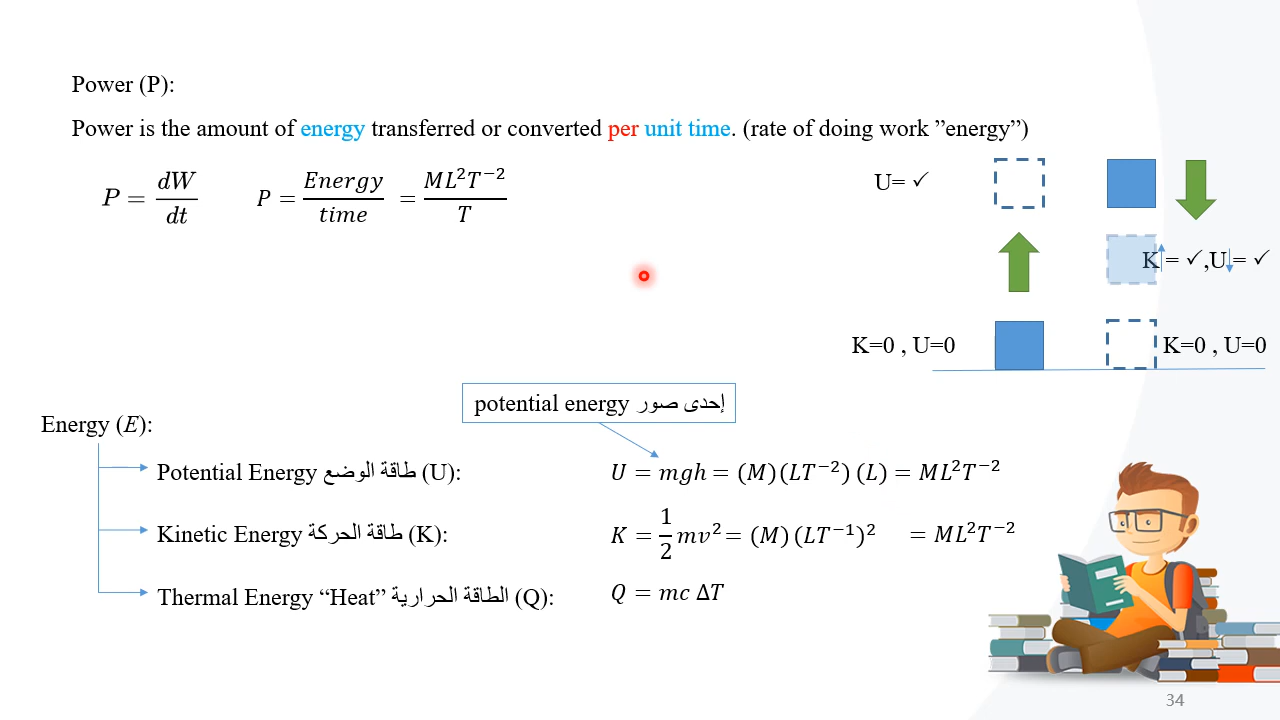 Power (P):
Power is the amount of energy transferred or converted per unit time. (rate of doing work ”energy”)
P = dW/dt    P = Energy/time = ML²T⁻²/T
U= ✓
K = ✓,U = ✓
K=0 , U=0
K=0 , U=0
إحدى صور potential energy
Energy (E):
Potential Energy طاقة الوضع (U):    U = mgh = (M)(LT⁻²)(L) = ML²T⁻²
Kinetic Energy طاقة الحركة (K):    K = 1/2 mv² = (M)(LT⁻¹)² = ML²T⁻²
Thermal Energy “Heat” الطاقة الحرارية (Q):    Q = mc ΔT
34